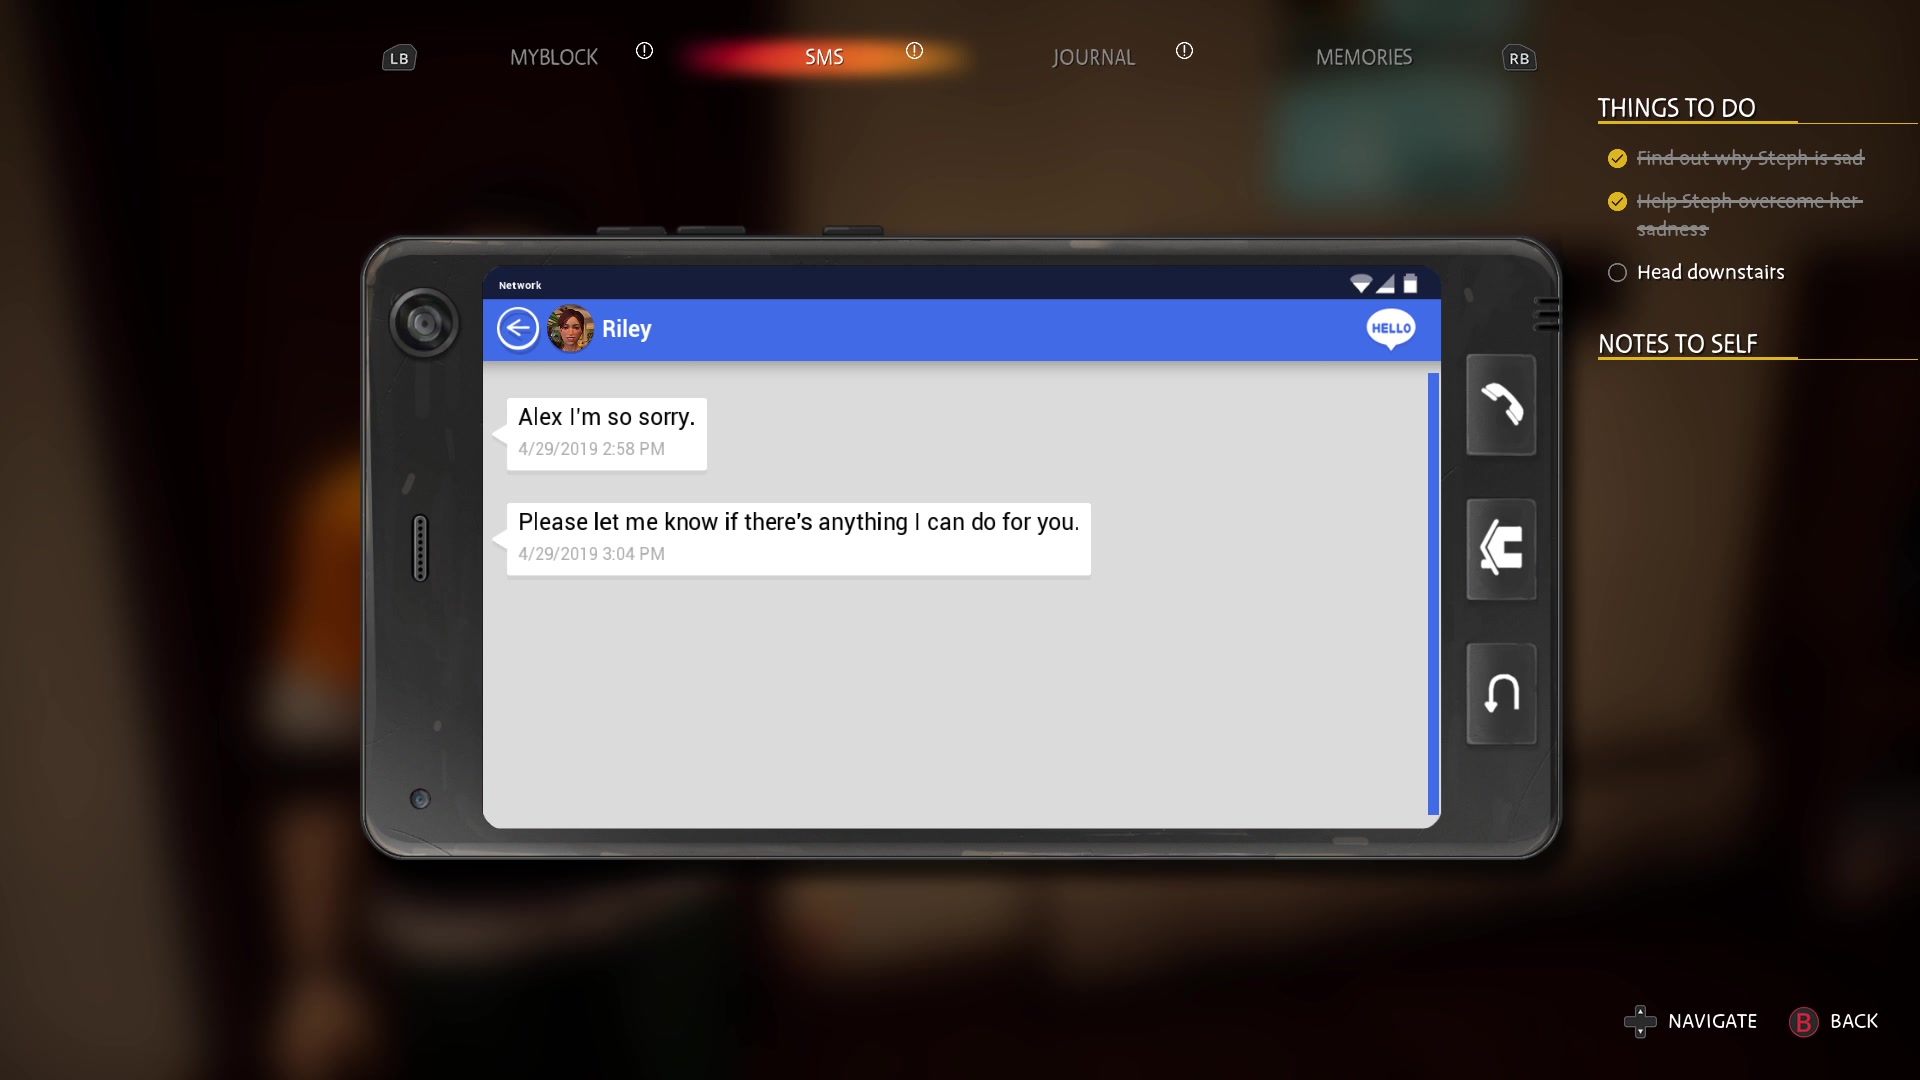 LB
MYBLOCK
SMS
JOURNAL
MEMORIES
RB
THINGS TO DO
Find out why Steph is sad
Help Steph overcome her
sadness
Head downstairs
NOTES TO SELF
Network
Riley
HELLO
Alex I'm so sorry.
4/29/2019 2:58 PM
Please let me know if there's anything I can do for you.
4/29/2019 3:04 PM
NAVIGATE
B BACK